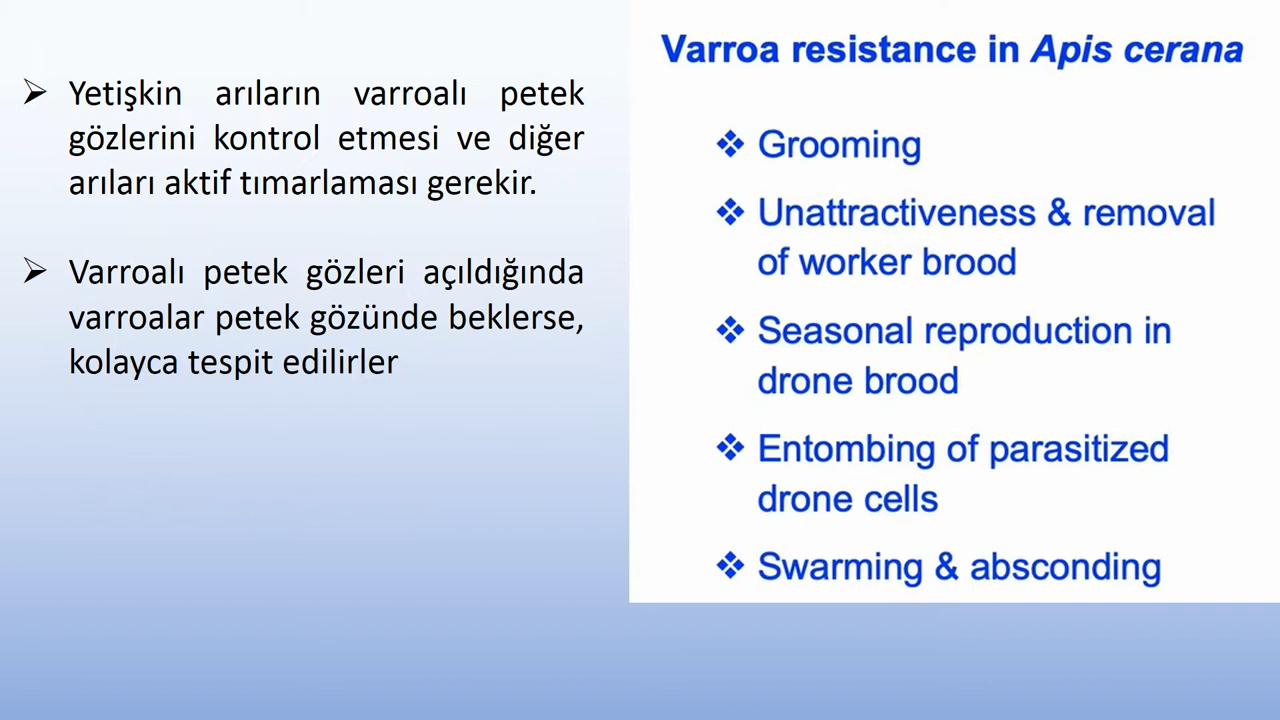 Yetişkin arıların varroalı petek
gözlerini kontrol etmesi ve diğer
arıları aktif tımarlaması gerekir.
Varroalı petek gözleri açıldığında
varroalar petek gözünde beklerse,
kolayca tespit edilirler
Varroa resistance in Apis cerana
Grooming
Unattractiveness & removal
of worker brood
Seasonal reproduction in
drone brood
Entombing of parasitized
drone cells
Swarming & absconding